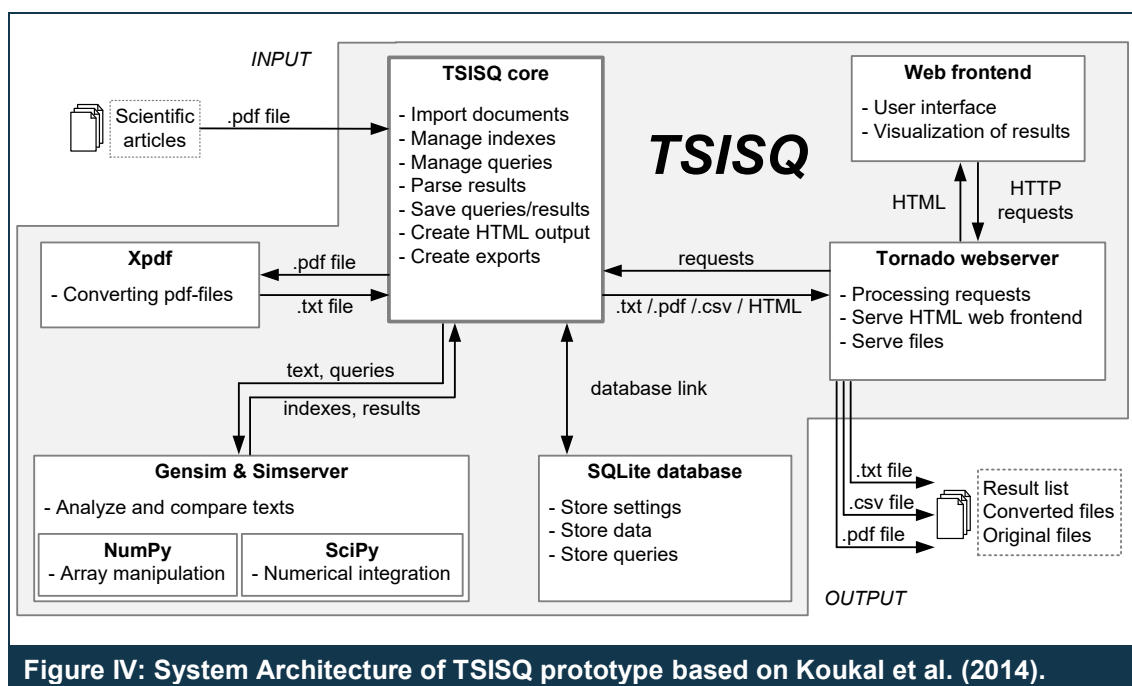 INPUT
Scientific
articles
.pdf file
TSISQ core
- Import documents
- Manage indexes
- Manage queries
- Parse results
- Save queries/results
- Create HTML output
- Create exports
TSISQ
Web frontend
- User interface
- Visualization of results
HTML
HTTP
requests
Xpdf
- Converting pdf-files
.pdf file
.txt file
requests
.txt /.pdf /.csv / HTML
Tornado webserver
- Processing requests
- Serve HTML web frontend
- Serve files
text, queries
indexes, results
database link
Gensim & Simserver
- Analyze and compare texts
NumPy
- Array manipulation
SciPy
- Numerical integration
SQLite database
- Store settings
- Store data
- Store queries
.txt file
.csv file
.pdf file
Result list
Converted files
Original files
OUTPUT
Figure IV: System Architecture of TSISQ prototype based on Koukal et al. (2014).